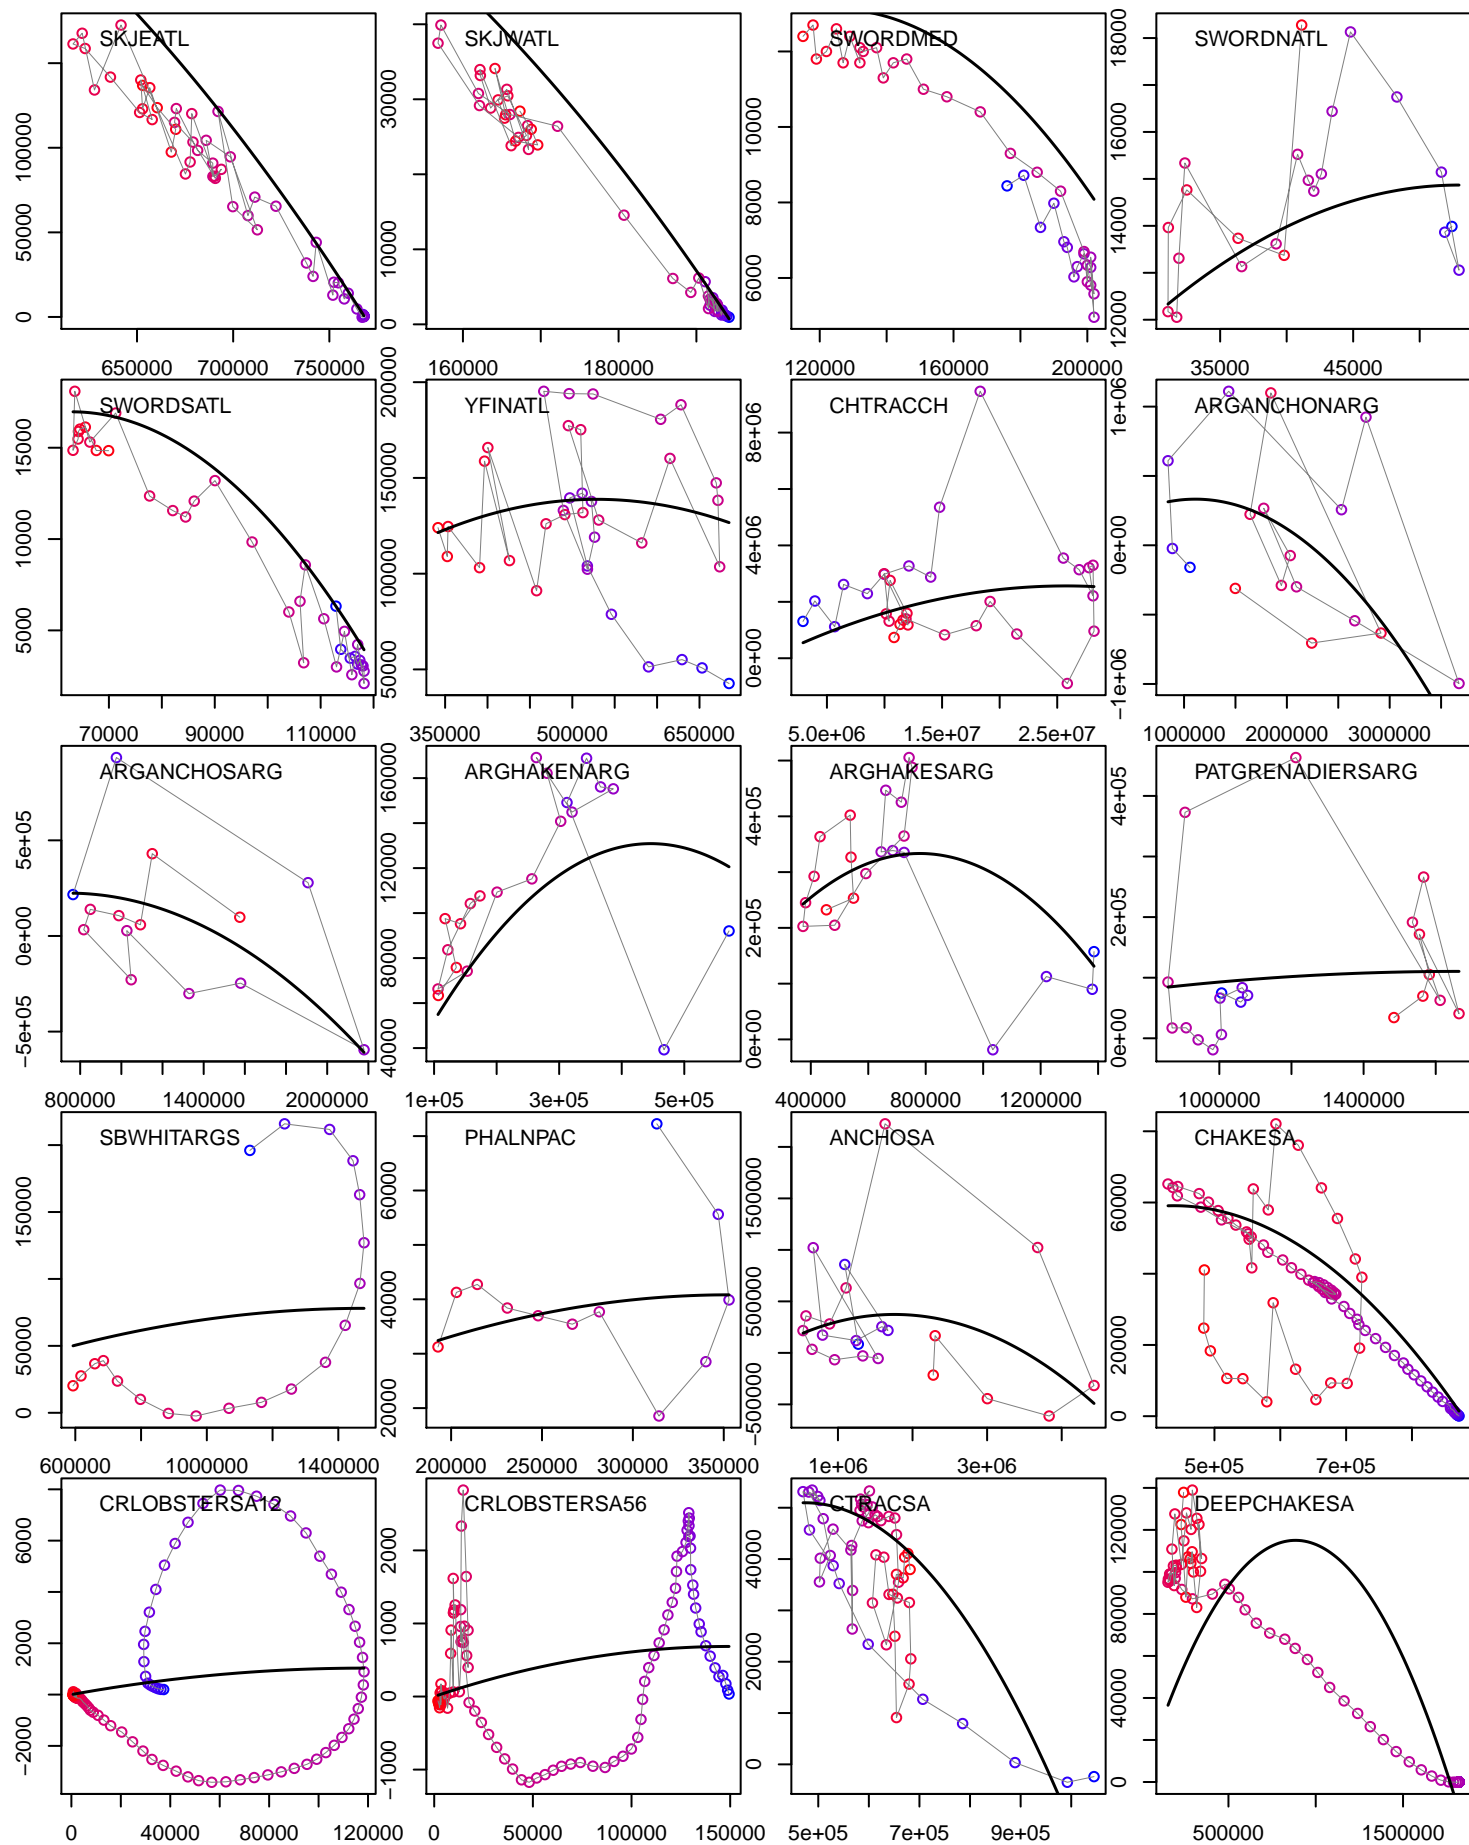 SKJEATL SKJWATL SWORDMED SWORDNATL
0 50000 100000
0 10000 30000
6000 8000 10000
12000 14000 16000 18000
650000 700000 750000 160000 180000 120000 160000 200000 35000 45000
SWORDSATL YFINATL CHTRACCH ARGANCHONARG
5000 10000 15000
50000 100000 150000 200000
0e+00 4e+06 8e+06
−1e+06 0e+00 1e+06
70000 90000 110000 350000 500000 650000 5.0e+06 1.5e+07 2.5e+07 1000000 2000000 3000000
ARGANCHOSARG ARGHAKENARG ARGHAKESARG PATGRENADIERSARG
−5e+05 0e+00 5e+05
40000 80000 120000 160000
0e+00 2e+05 4e+05
0e+00 2e+05 4e+05
800000 1400000 2000000 1e+05 3e+05 5e+05 400000 800000 1200000 1000000 1400000
SBWHITARGS PHALNPAC ANCHOSA CHAKESA
0 50000 150000
20000 40000 60000
−500000 500000 1500000
0 20000 60000
600000 1000000 1400000 200000 250000 300000 350000 1e+06 3e+06 5e+05 7e+05
CRLOBSTERSA12 CRLOBSTERSA56 CTRACSA DEEPCHAKESA
−2000 0 2000 6000
−1000 0 1000 2000
0 20000 40000
0 40000 80000 120000
0 40000 80000 120000 0 50000 100000 150000 5e+05 7e+05 9e+05 500000 1500000